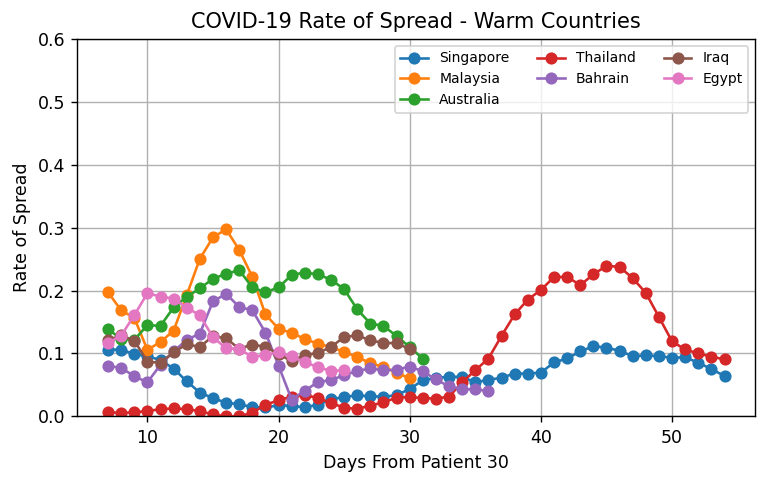 COVID-19 Rate of Spread - Warm Countries
0.6
0.5
0.4
0.3
0.2
0.1
0.0
Rate of Spread
Singapore
Malaysia
Australia
Thailand
Bahrain
Iraq
Egypt
10
20
30
40
50
Days From Patient 30